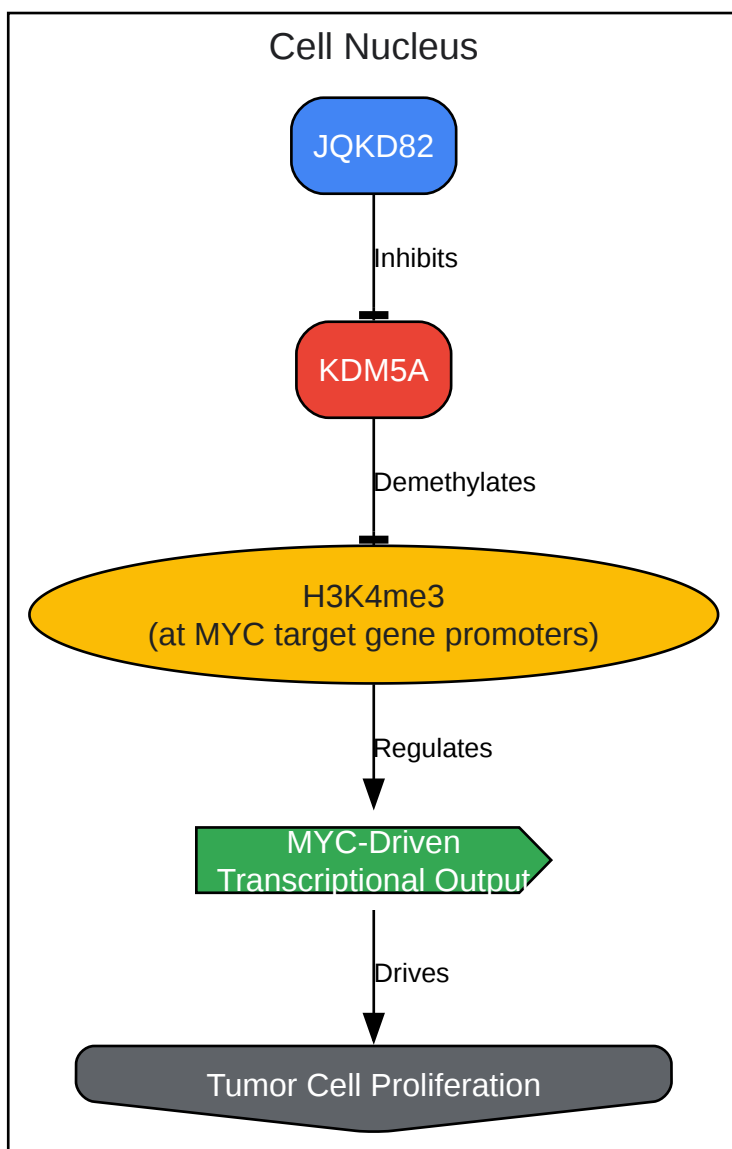 Cell Nucleus
JQKD82
Inhibits
KDM5A
Demethylates
H3K4me3
(at MYC target gene promoters)
Regulates
MYC-Driven
Transcriptional Output
Drives
Tumor Cell Proliferation